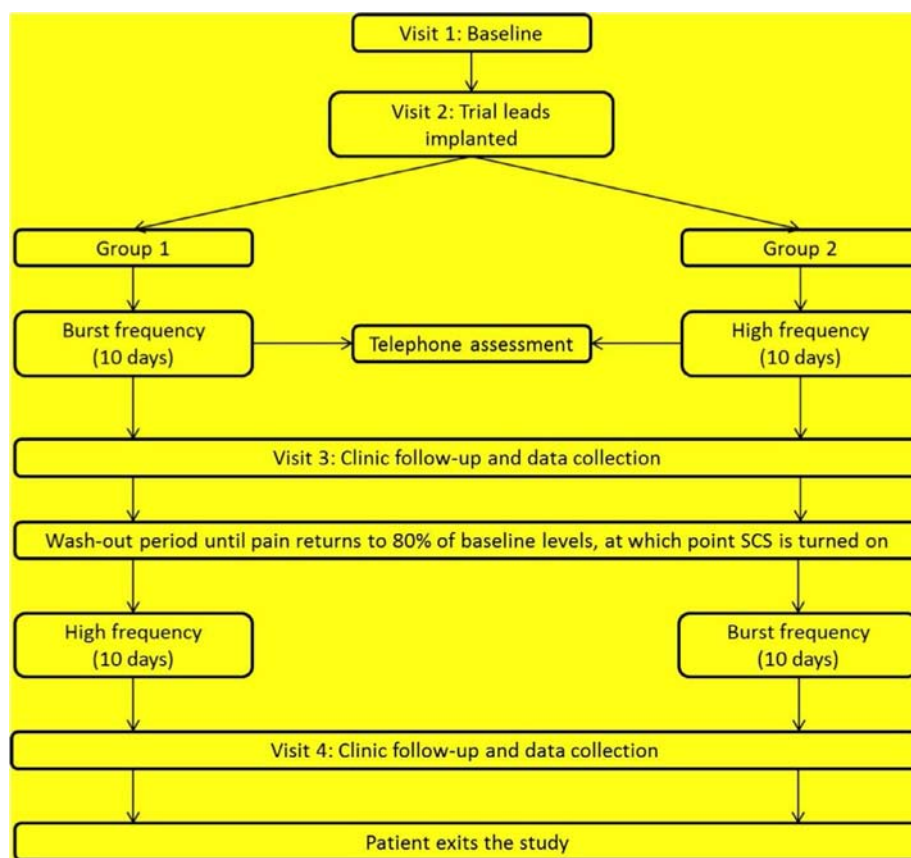 Visit 1: Baseline
Visit 2: Trial leads
implanted
Group 1
Group 2
Burst frequency
(10 days)
Telephone assessment
High frequency
(10 days)
Visit 3: Clinic follow-up and data collection
Wash-out period until pain returns to 80% of baseline levels, at which point SCS is turned on
High frequency
(10 days)
Burst frequency
(10 days)
Visit 4: Clinic follow-up and data collection
Patient exits the study